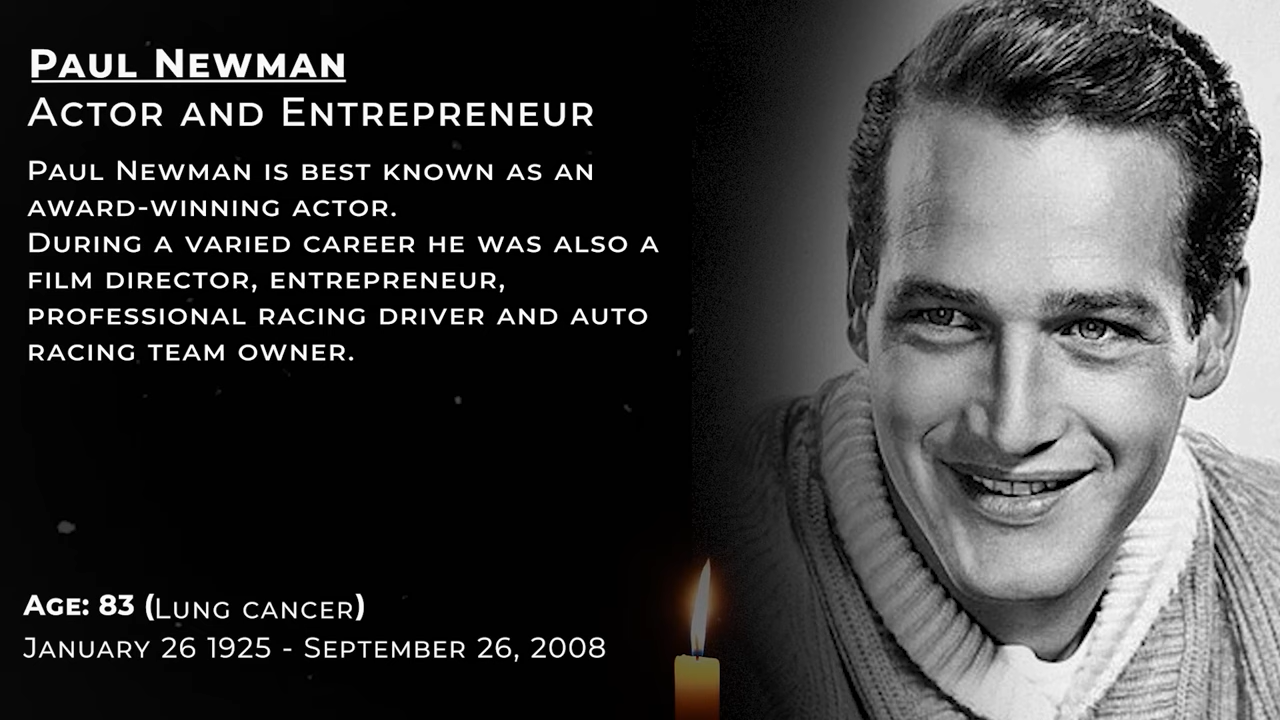 Paul Newman
Actor and Entrepreneur
Paul Newman is best known as an
award-winning actor.
During a varied career he was also a
film director, entrepreneur,
professional racing driver and auto
racing team owner.
Age: 83 (Lung cancer)
January 26 1925 - September 26, 2008